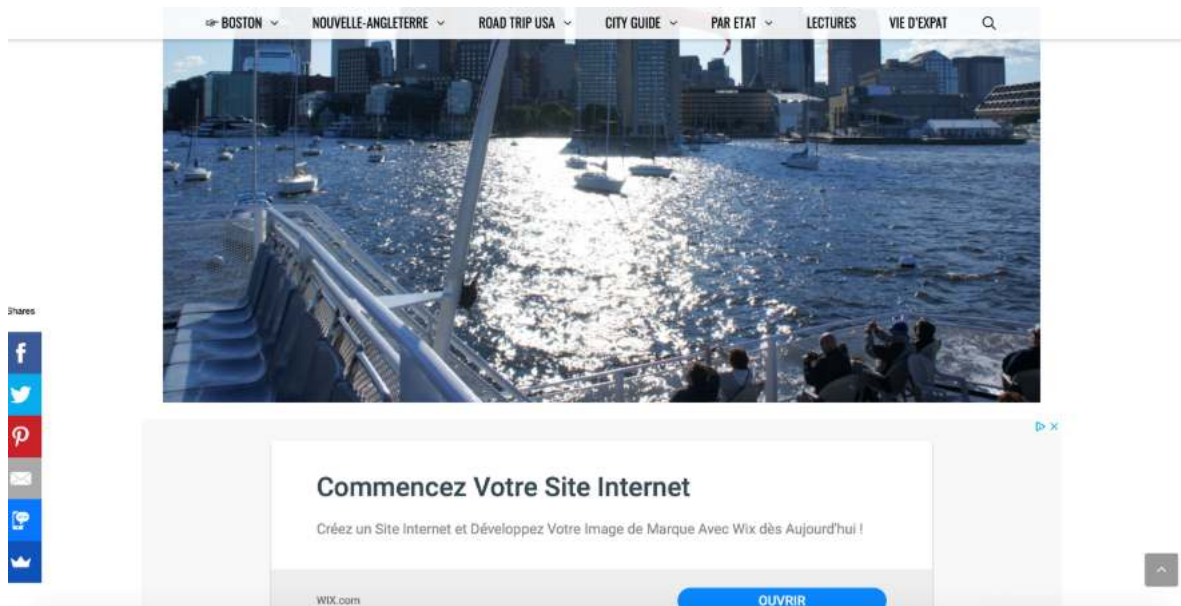 ☞ BOSTON NOUVELLE-ANGLETERRE ROAD TRIP USA CITY GUIDE PAR ETAT LECTURES VIE D'EXPAT
Shares
Commencez Votre Site Internet
Créez un Site Internet et Développez Votre Image de Marque Avec Wix dès Aujourd'hui !
WIX.com OUVRIR